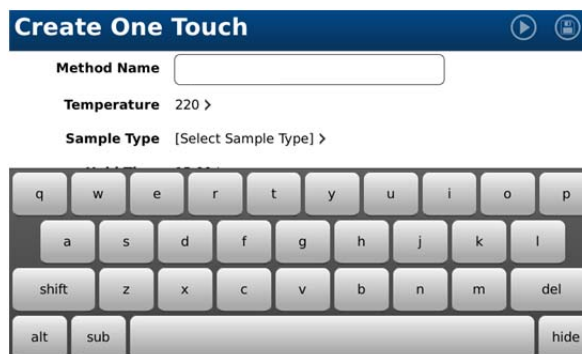 Create One Touch
Method Name
Temperature 220 >
Sample Type [Select Sample Type] >
q w e r t y u i o p
a s d f g h j k l
shift z x c v b n m del
alt sub hide